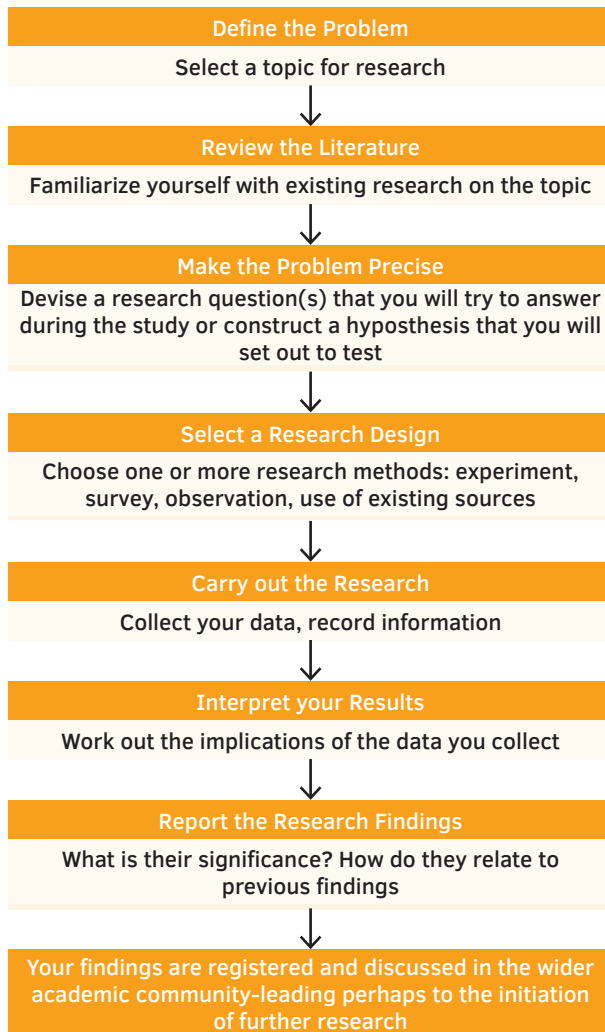 Define the Problem
Select a topic for research
Review the Literature
Familiarize yourself with existing research on the topic
Make the Problem Precise
Devise a research question(s) that you will try to answer
during the study or construct a hyposthesis that you will
set out to test
Select a Research Design
Choose one or more research methods: experiment,
survey, observation, use of existing sources
Carry out the Research
Collect your data, record information
Interpret your Results
Work out the implications of the data you collect
Report the Research Findings
What is their significance? How do they relate to
previous findings
Your findings are registered and discussed in the wider
academic community-leading perhaps to the initiation
of further research